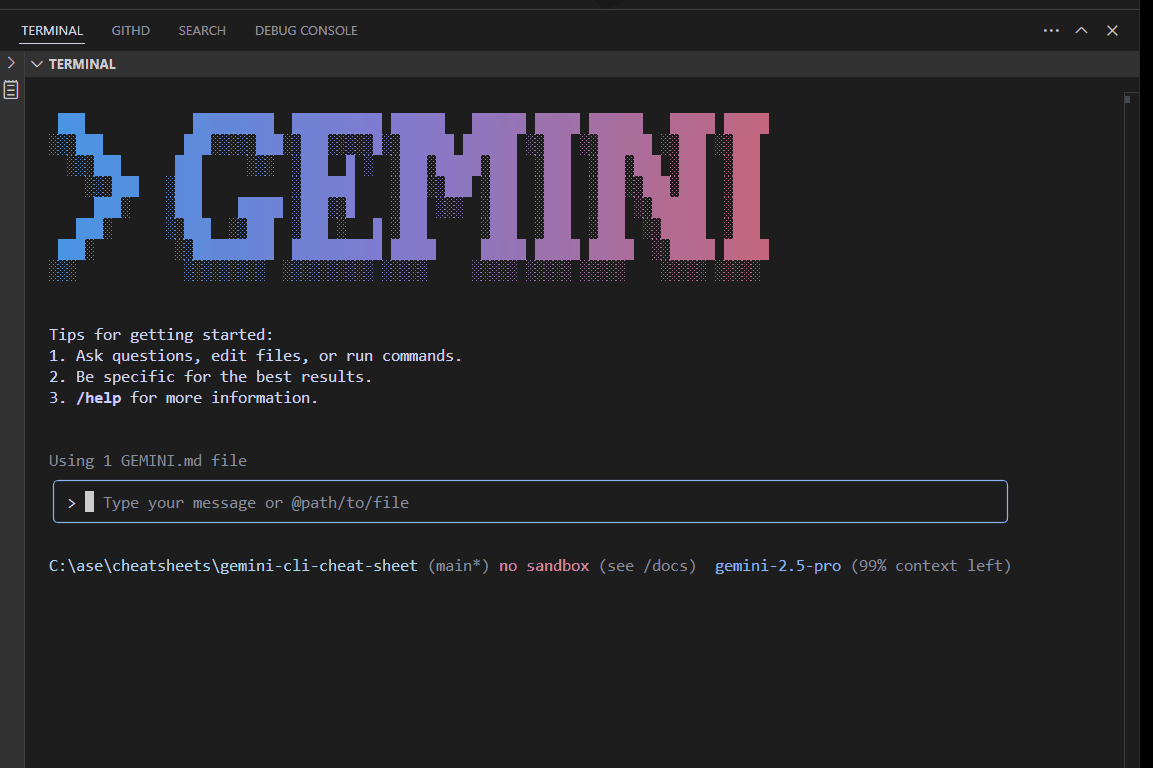 TERMINAL GITHD SEARCH DEBUG CONSOLE
TERMINAL
> GEMINI
Tips for getting started:
1. Ask questions, edit files, or run commands.
2. Be specific for the best results.
3. /help for more information.
Using 1 GEMINI.md file
> Type your message or @path/to/file
C:\ase\cheatsheets\gemini-cli-cheat-sheet (main*) no sandbox (see /docs) gemini-2.5-pro (99% context left)